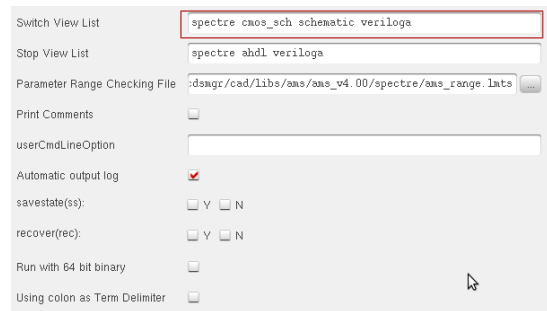 Switch View List spectre cmos_sch schematic veriloga
Stop View List spectre ahdl veriloga
Parameter Range Checking File :dsmgr/cad/libs/ams/ams_v4.00/spectre/ams_range.lmts ...
Print Comments
userCmdLineOption
Automatic output log
savestate(ss): Y N
recover(rec): Y N
Run with 64 bit binary
Using colon as Term Delimiter